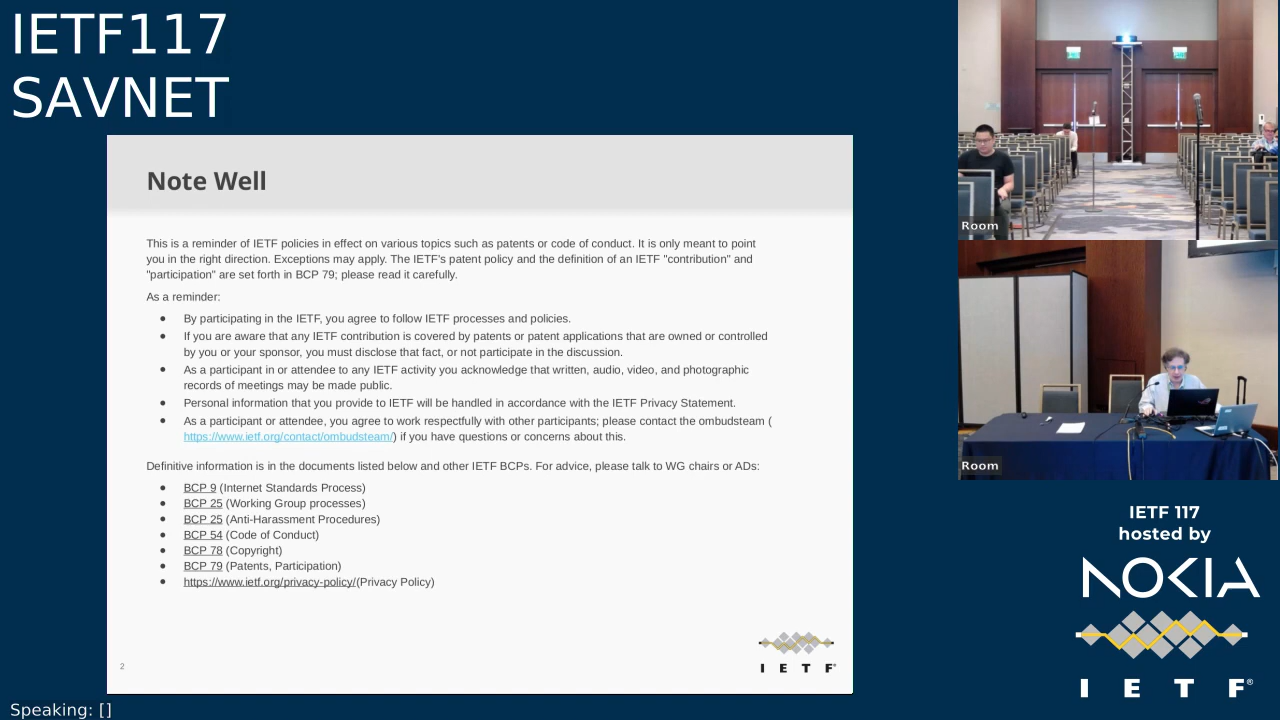 IETF117
SAVNET
Note Well
This is a reminder of IETF policies in effect on various topics such as patents or code of conduct. It is only meant to point
you in the right direction. Exceptions may apply. The IETF's patent policy and the definition of an IETF "contribution" and
"participation" are set forth in BCP 79; please read it carefully.
As a reminder:
● By participating in the IETF, you agree to follow IETF processes and policies.
● If you are aware that any IETF contribution is covered by patents or patent applications that are owned or controlled
by you or your sponsor, you must disclose that fact, or not participate in the discussion.
● As a participant in or attendee to any IETF activity you acknowledge that written, audio, video, and photographic
records of meetings may be made public.
● Personal information that you provide to IETF will be handled in accordance with the IETF Privacy Statement.
● As a participant or attendee, you agree to work respectfully with other participants; please contact the ombudsteam (
https://www.ietf.org/contact/ombudsteam/) if you have questions or concerns about this.
Definitive information is in the documents listed below and other IETF BCPs. For advice, please talk to WG chairs or ADs:
● BCP 9 (Internet Standards Process)
● BCP 25 (Working Group processes)
● BCP 25 (Anti-Harassment Procedures)
● BCP 54 (Code of Conduct)
● BCP 78 (Copyright)
● BCP 79 (Patents, Participation)
● https://www.ietf.org/privacy-policy/(Privacy Policy)
2
I E T F®
Room
Room
IETF 117
hosted by
NOKIA
I E T F®
Speaking: []